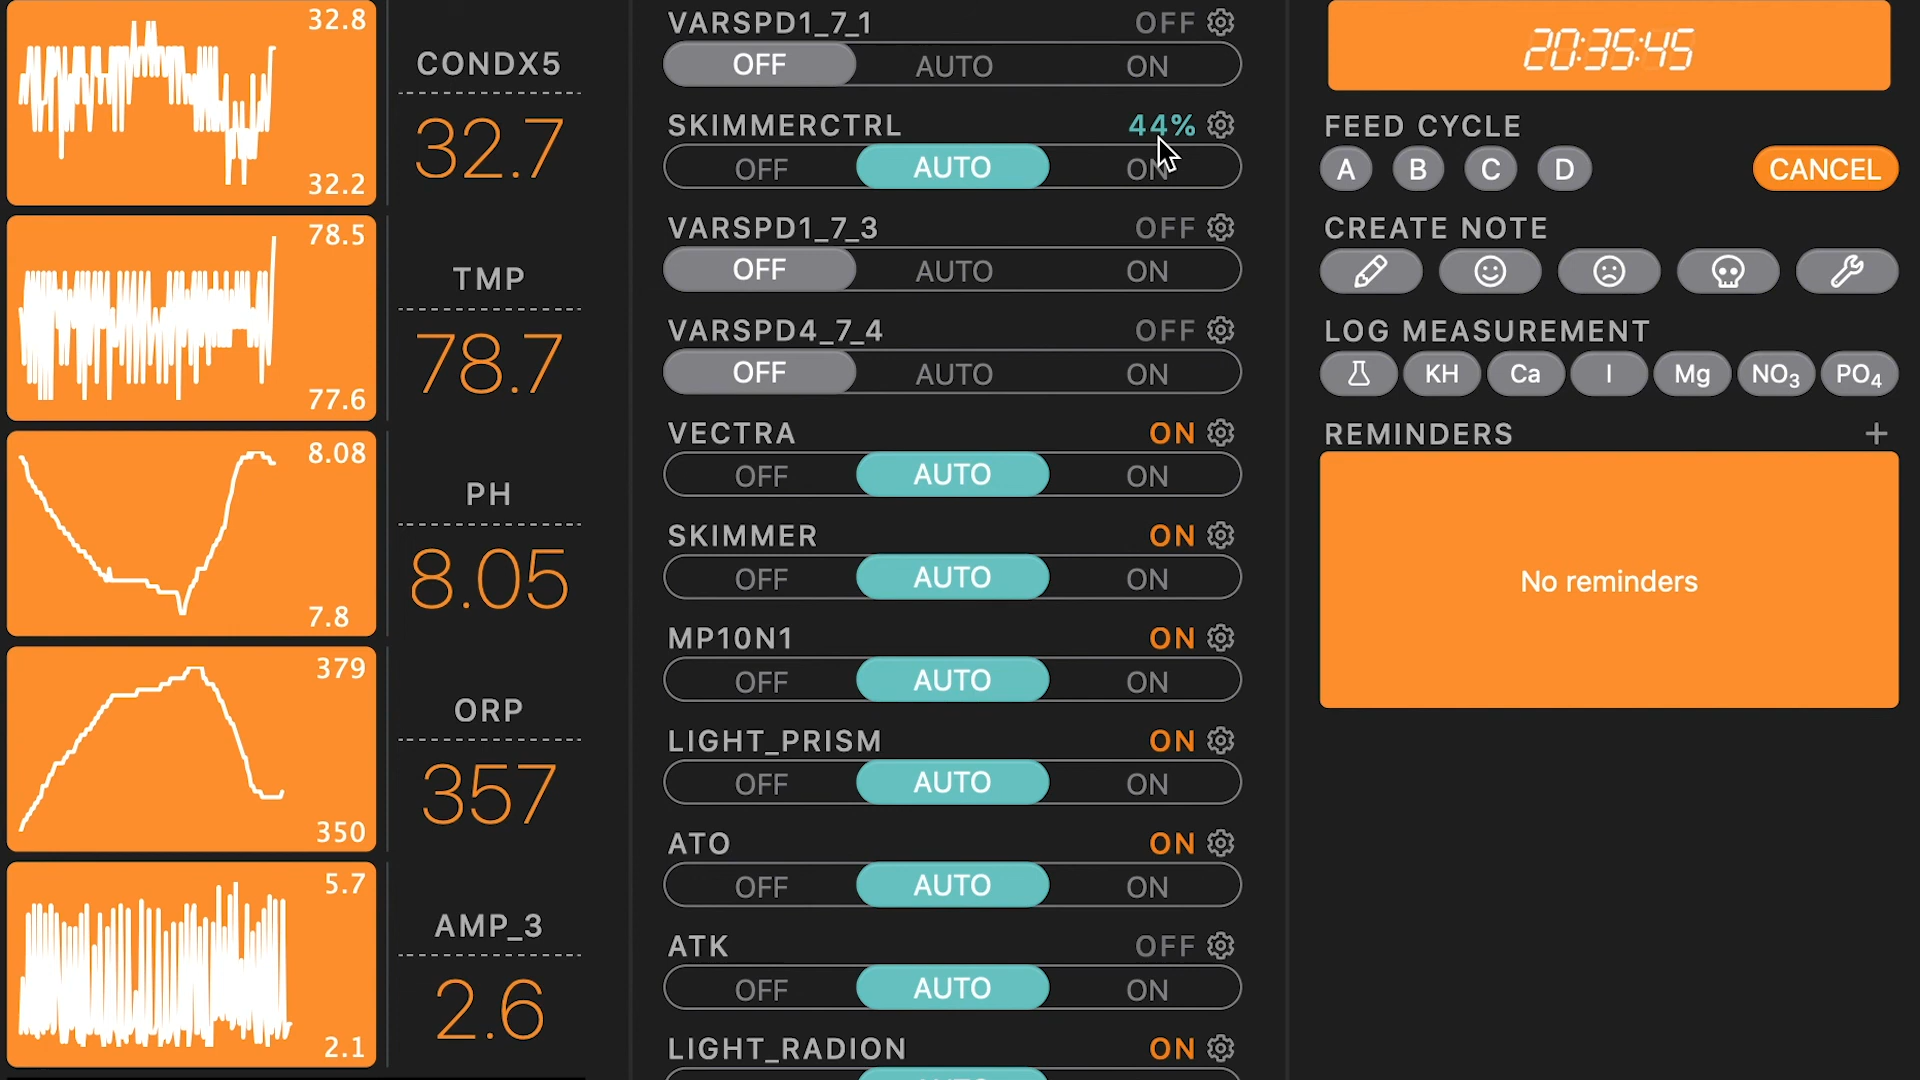 32.8
32.2
CONDX5
32.7
78.5
77.6
TMP
78.7
8.08
7.8
PH
8.05
379
350
ORP
357
5.7
2.1
AMP_3
2.6
VARSPD1_7_1 OFF
OFF AUTO ON
SKIMMERCTRL 44%
OFF AUTO ON
VARSPD1_7_3 OFF
OFF AUTO ON
VARSPD4_7_4 OFF
OFF AUTO ON
VECTRA ON
OFF AUTO ON
SKIMMER ON
OFF AUTO ON
MP10N1 ON
OFF AUTO ON
LIGHT_PRISM ON
OFF AUTO ON
ATO ON
OFF AUTO ON
ATK OFF
OFF AUTO ON
LIGHT_RADION ON
20:35:45
FEED CYCLE
A B C D CANCEL
CREATE NOTE
LOG MEASUREMENT
KH Ca I Mg NO₃ PO₄
REMINDERS +
No reminders